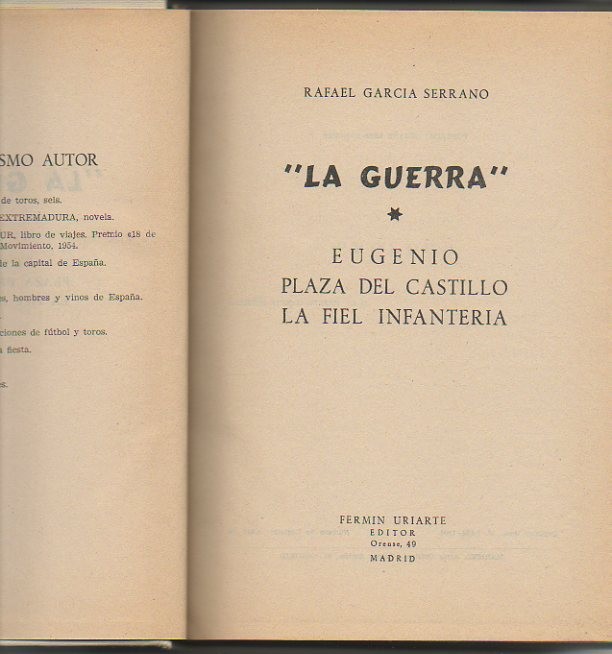 SMO AUTOR
de toros, seis.
EXTREMADURA, novela.
UR, libro de viajes. Premio «18 de
Movimiento, 1954.
de la capital de España.
s, hombres y vinos de España.
ciones de fútbol y toros.
a fiesta.
s.
RAFAEL GARCIA SERRANO
"LA GUERRA"
*
EUGENIO
PLAZA DEL CASTILLO
LA FIEL INFANTERIA
FERMIN URIARTE
EDITOR
Orense, 49
MADRID